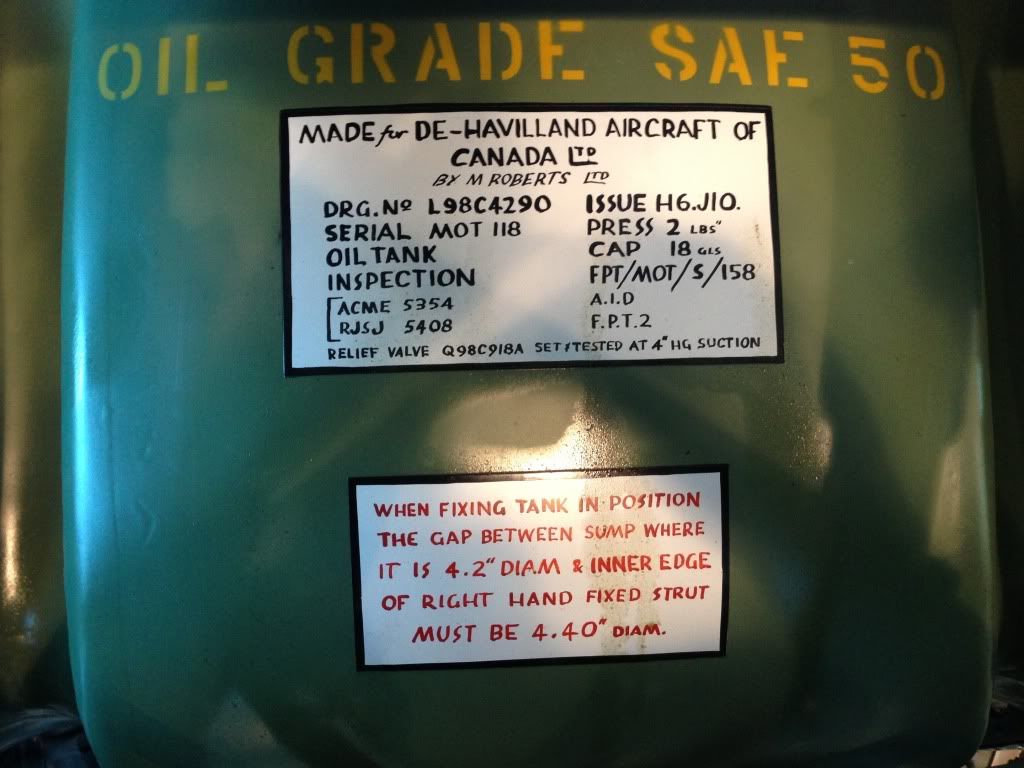 OIL GRADE SAE 50
MADE for DE-HAVILLAND AIRCRAFT OF
CANADA LTD
BY M ROBERTS LTD
DRG. No L98C4290 ISSUE H6.J10.
SERIAL MOT 118 PRESS 2 LBS"
OIL TANK CAP 18 GLS
INSPECTION FPT/MOT/S/158
ACME 5354 A.I.D
RJSJ 5408 F.P.T.2
RELIEF VALVE Q98C918A SET & TESTED AT 4" HG SUCTION
WHEN FIXING TANK IN POSITION
THE GAP BETWEEN SUMP WHERE
IT IS 4.2" DIAM & INNER EDGE
OF RIGHT HAND FIXED STRUT
MUST BE 4.40" DIAM.